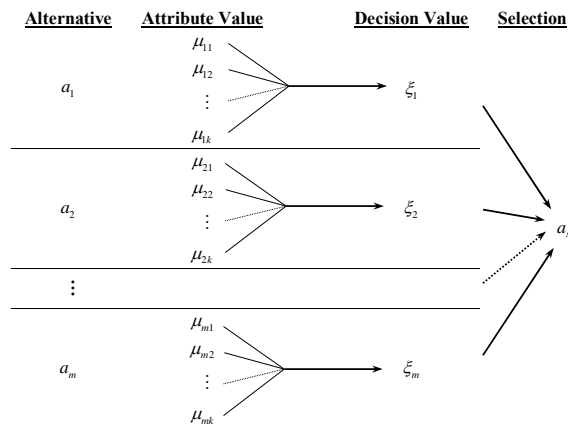 Alternative Attribute Value Decision Value Selection
μ11
μ12
a1 ⋮ ξ1
μ1k
μ21
μ22
a2 ⋮ ξ2
μ2k
⋮
μm1
μm2
am ⋮ ξm
μmk